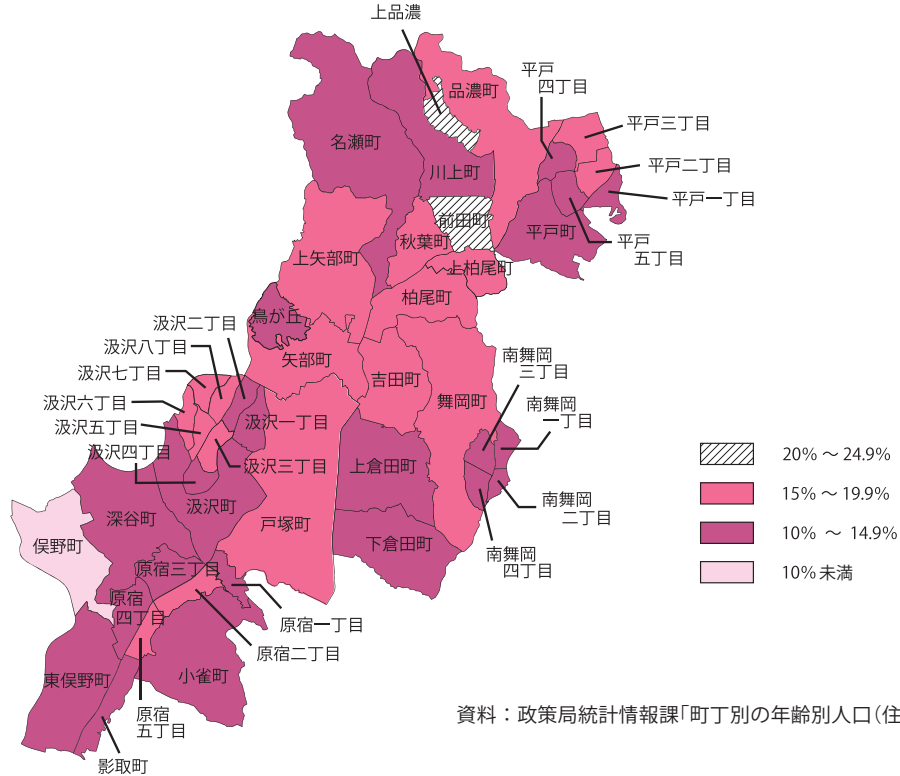 上品濃
平戸
四丁目
品濃町
平戸三丁目
名瀬町
平戸二丁目
川上町
平戸一丁目
前田町
平戸町
秋葉町
平戸
五丁目
上矢部町
上柏尾町
柏尾町
鳥が丘
汲沢二丁目
汲沢八丁目
矢部町
南舞岡
三丁目
汲沢七丁目
吉田町
舞岡町
汲沢六丁目
南舞岡
一丁目
汲沢五丁目
汲沢一丁目
汲沢四丁目
汲沢三丁目
上倉田町
20% ～ 24.9%
15% ～ 19.9%
10% ～ 14.9%
10% 未満
汲沢町
南舞岡
二丁目
深谷町
戸塚町
俣野町
下倉田町
南舞岡
四丁目
原宿三丁目
原宿
四丁目
原宿一丁目
原宿二丁目
東俣野町
小雀町
原宿
五丁目
影取町
資料：政策局統計情報課「町丁別の年齢別人口（住